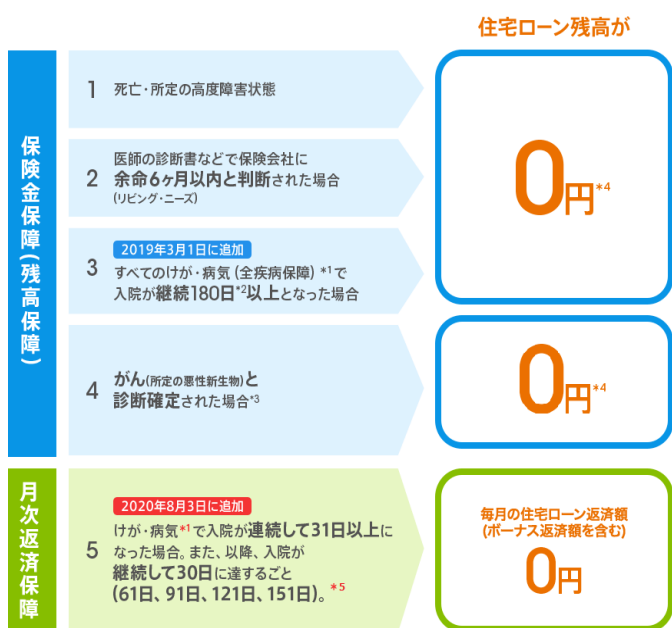 住宅ローン残高が
保険金保障(残高保障)
1 死亡・所定の高度障害状態
2 医師の診断書などで保険会社に
余命6ヶ月以内と判断された場合
(リビング・ニーズ)
2019年3月1日に追加
3 すべてのけが・病気(全疾病保障)*1で
入院が継続180日*2以上となった場合
0円*4
4 がん(所定の悪性新生物)と
診断確定された場合*3
0円*4
月次返済保障
2020年8月3日に追加
5 けが・病気*1で入院が連続して31日以上に
なった場合。また、以降、入院が
継続して30日に達するごと
(61日、91日、121日、151日)。*5
毎月の住宅ローン返済額
(ボーナス返済額を含む)
0円